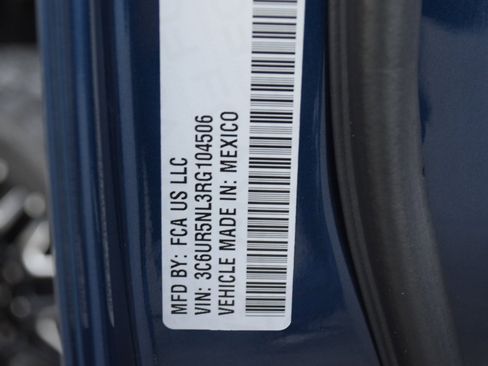 MFD BY: FCA US LLC
VIN: 3C6UR5NL3RG104506
VEHICLE MADE IN: MEXICO